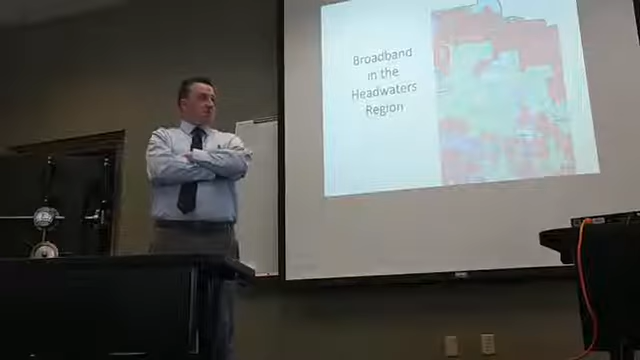 Broadband
in the
Headwaters
Region